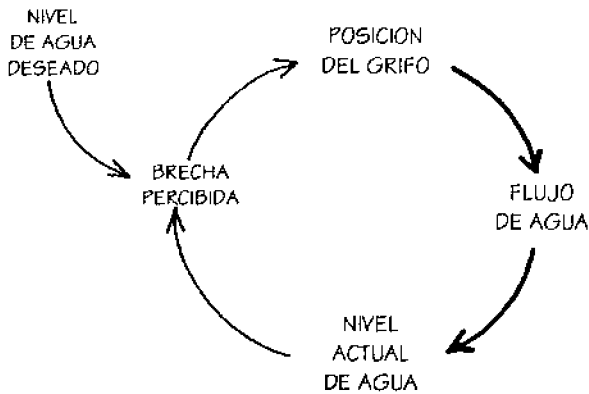 NIVEL
DE AGUA
DESEADO
POSICION
DEL GRIFO
BRECHA
PERCIBIDA
FLUJO
DE AGUA
NIVEL
ACTUAL
DE AGUA